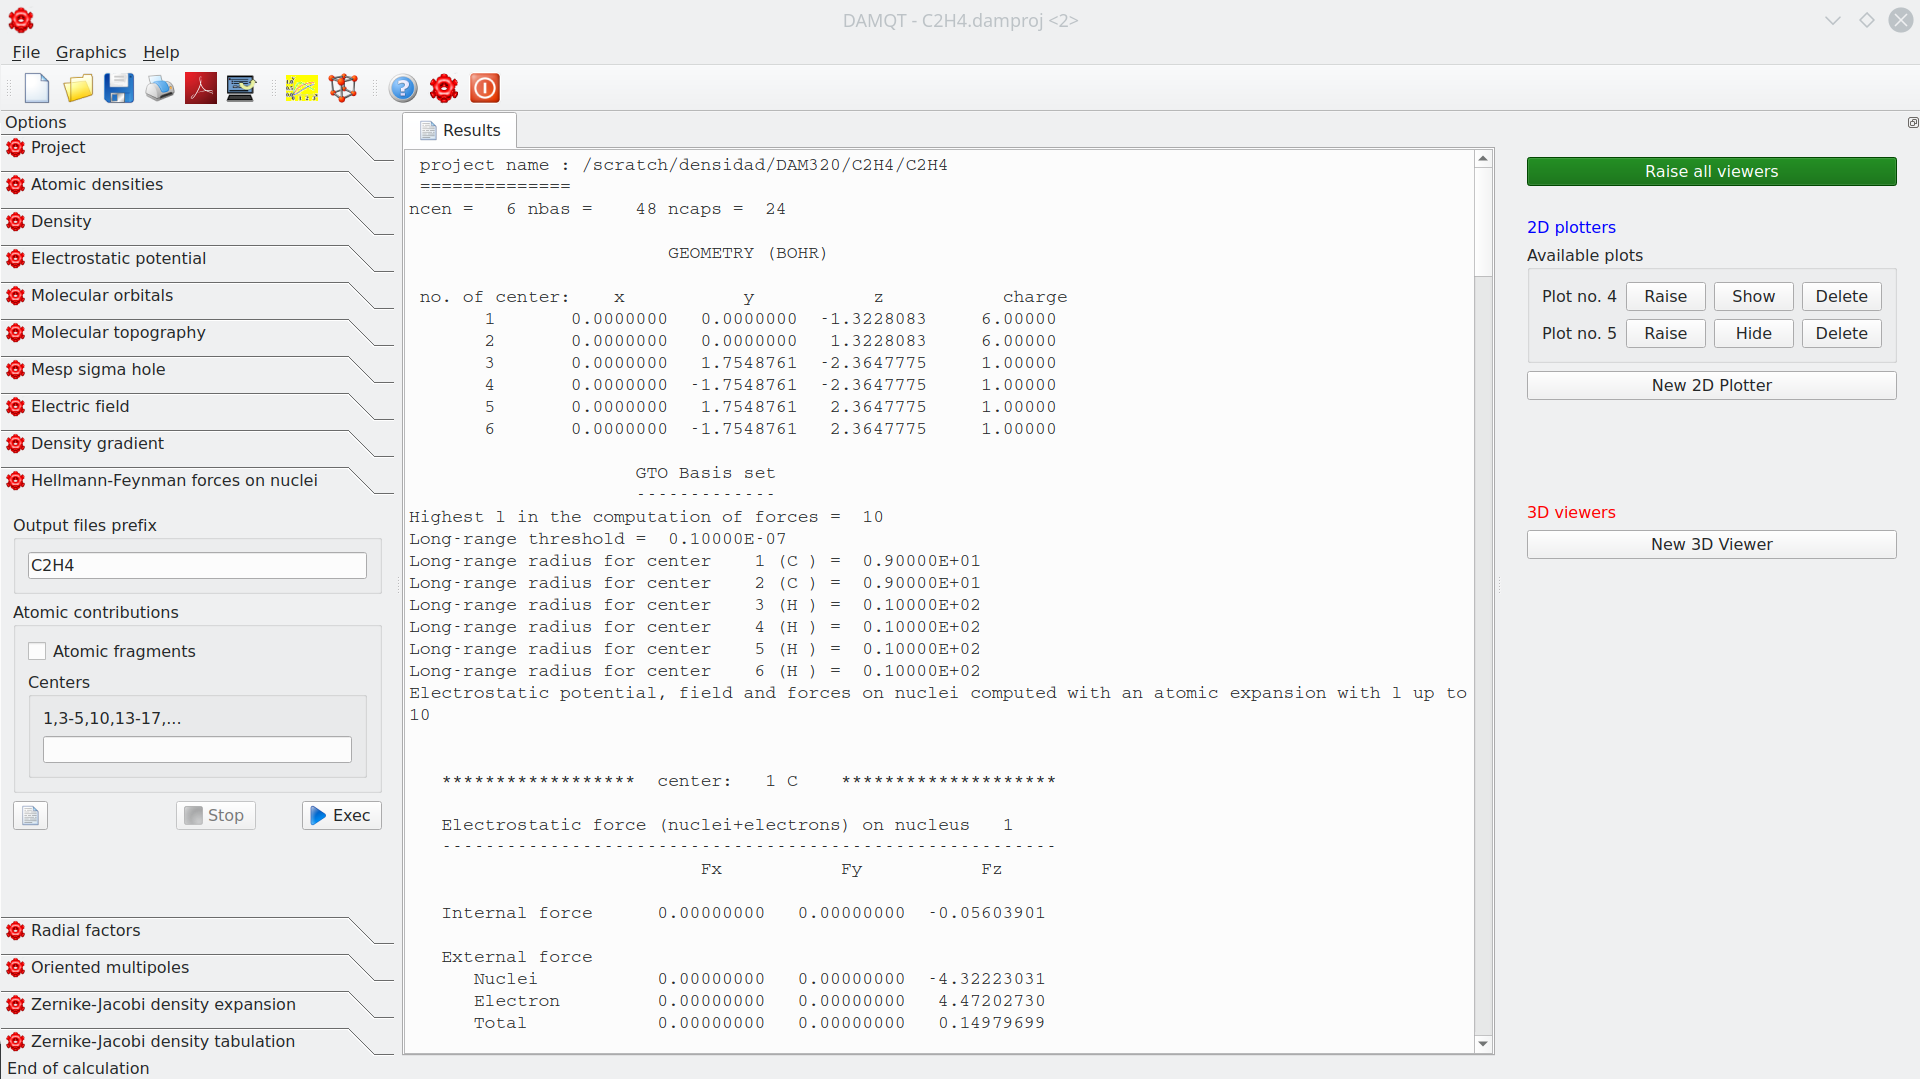 DAMQT - C2H4.damproj <2>
File Graphics Help
Options
Project
Atomic densities
Density
Electrostatic potential
Molecular orbitals
Molecular topography
Mesp sigma hole
Electric field
Density gradient
Hellmann-Feynman forces on nuclei
Output files prefix
C2H4
Atomic contributions
Atomic fragments
Centers
1,3-5,10,13-17,...
Stop Exec
Radial factors
Oriented multipoles
Zernike-Jacobi density expansion
Zernike-Jacobi density tabulation
End of calculation
Results
project name : /scratch/densidad/DAM320/C2H4/C2H4
==============
ncen = 6 nbas = 48 ncaps = 24
GEOMETRY (BOHR)
no. of center: x y z charge
1 0.0000000 0.0000000 -1.3228083 6.00000
2 0.0000000 0.0000000 1.3228083 6.00000
3 0.0000000 1.7548761 -2.3647775 1.00000
4 0.0000000 -1.7548761 -2.3647775 1.00000
5 0.0000000 1.7548761 2.3647775 1.00000
6 0.0000000 -1.7548761 2.3647775 1.00000
GTO Basis set
-------------
Highest l in the computation of forces = 10
Long-range threshold = 0.10000E-07
Long-range radius for center 1 (C ) = 0.90000E+01
Long-range radius for center 2 (C ) = 0.90000E+01
Long-range radius for center 3 (H ) = 0.10000E+02
Long-range radius for center 4 (H ) = 0.10000E+02
Long-range radius for center 5 (H ) = 0.10000E+02
Long-range radius for center 6 (H ) = 0.10000E+02
Electrostatic potential, field and forces on nuclei computed with an atomic expansion with l up to
10
****************** center: 1 C ********************
Electrostatic force (nuclei+electrons) on nucleus 1
---------------------------------------------------------
Fx Fy Fz
Internal force 0.00000000 0.00000000 -0.05603901
External force
Nuclei 0.00000000 0.00000000 -4.32223031
Electron 0.00000000 0.00000000 4.47202730
Total 0.00000000 0.00000000 0.14979699
Raise all viewers
2D plotters
Available plots
Plot no. 4 Raise Show Delete
Plot no. 5 Raise Hide Delete
New 2D Plotter
3D viewers
New 3D Viewer